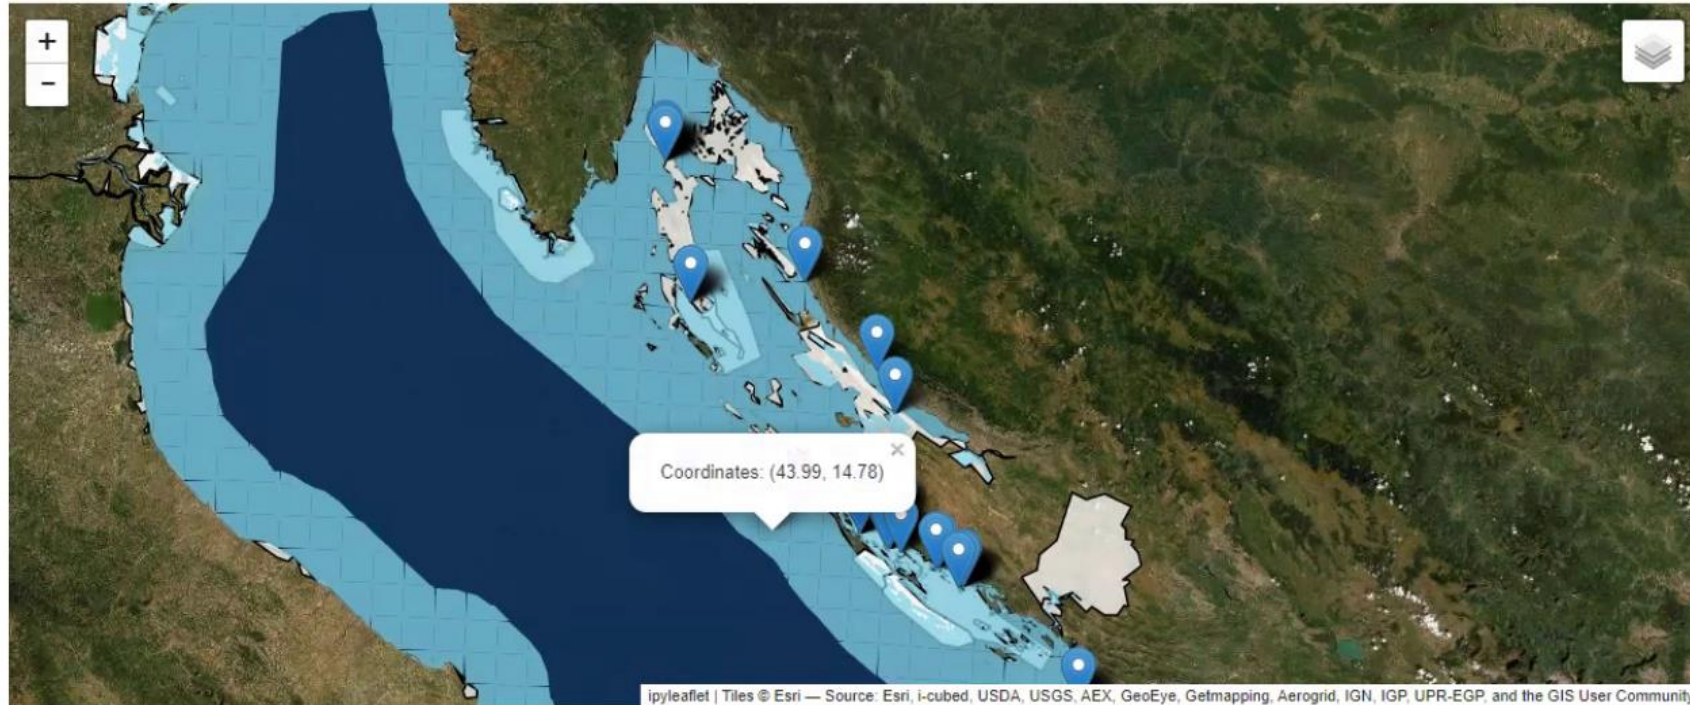 +
−
×
Coordinates: (43.99, 14.78)
ipyleaflet | Tiles © Esri — Source: Esri, i-cubed, USDA, USGS, AEX, GeoEye, Getmapping, Aerogrid, IGN, IGP, UPR-EGP, and the GIS User Community